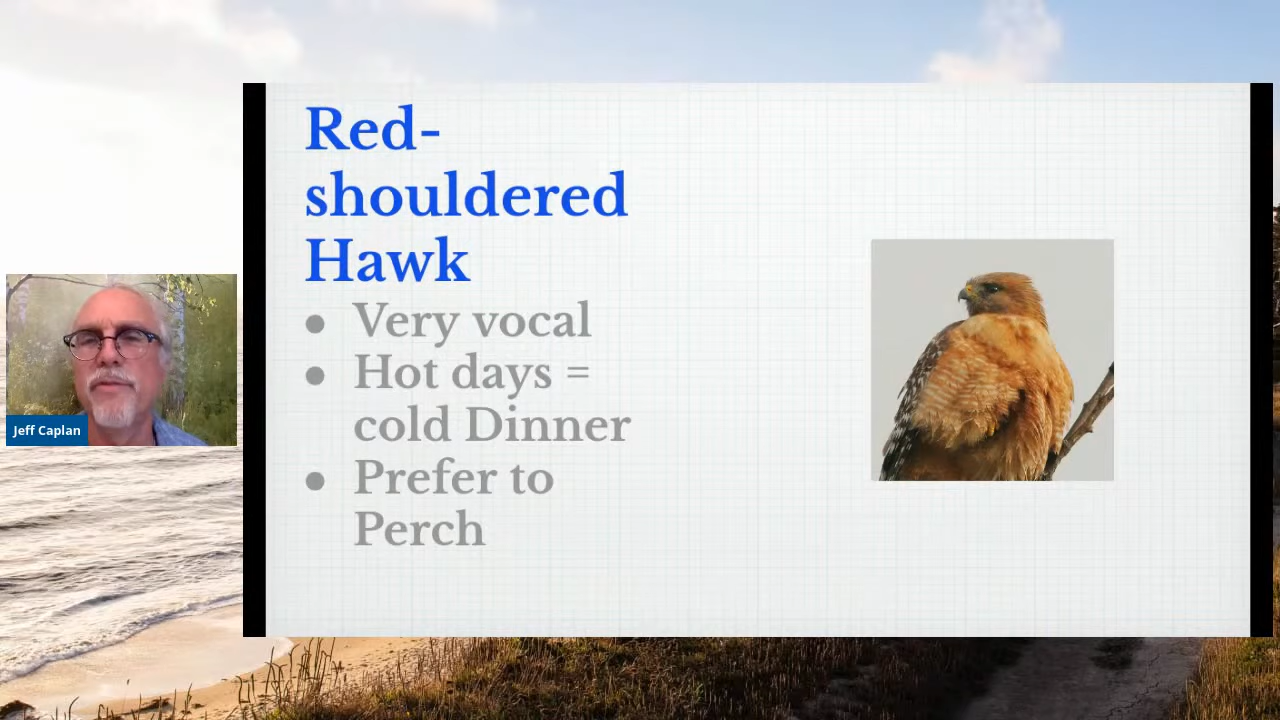 Red-
shouldered
Hawk
● Very vocal
● Hot days =
cold Dinner
● Prefer to
Perch
Jeff Caplan